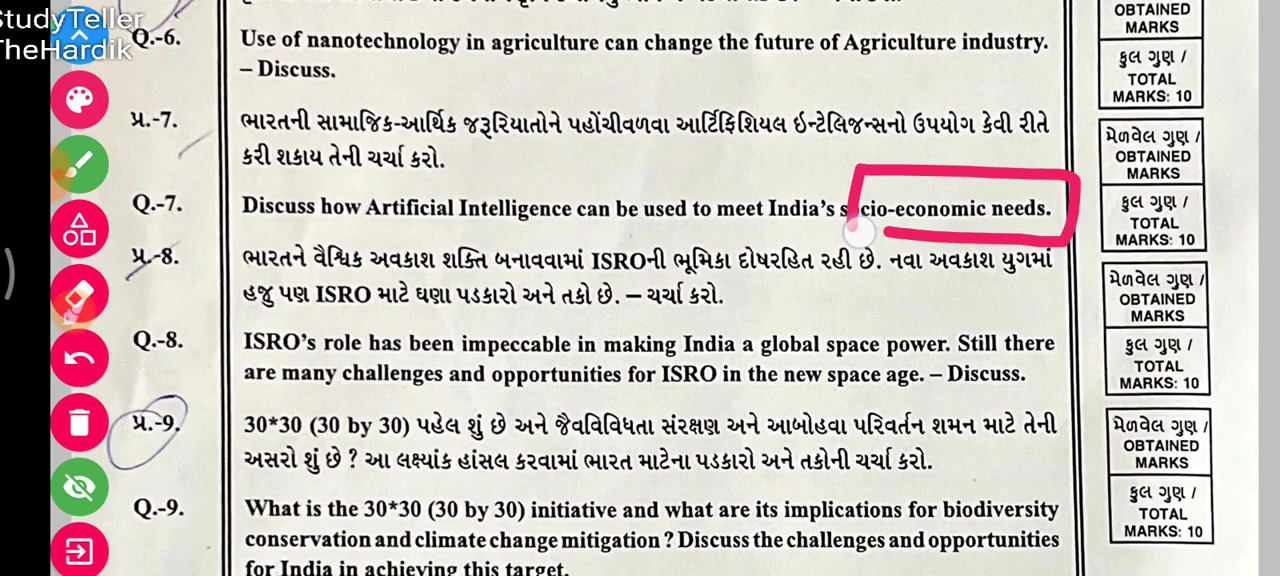 StudyTeller
TheHardik
Q.-6.
Use of nanotechnology in agriculture can change the future of Agriculture industry.
– Discuss.
પ્ર.-7.
ભારતની સામાજિક-આર્થિક જરૂરિયાતોને પહોંચીવળવા આર્ટિફિશિયલ ઇન્ટેલિજન્સનો ઉપયોગ કેવી રીતે
કરી શકાય તેની ચર્ચા કરો.
Q.-7.
Discuss how Artificial Intelligence can be used to meet India's socio-economic needs.
પ્ર.-8.
ભારતને વૈશ્વિક અવકાશ શક્તિ બનાવવામાં ISROની ભૂમિકા દોષરહિત રહી છે. નવા અવકાશ યુગમાં
હજુ પણ ISRO માટે ઘણા પડકારો અને તકો છે. – ચર્ચા કરો.
Q.-8.
ISRO's role has been impeccable in making India a global space power. Still there
are many challenges and opportunities for ISRO in the new space age. – Discuss.
પ્ર.-9.
30*30 (30 by 30) પહેલ શું છે અને જૈવવિવિધતા સંરક્ષણ અને આબોહવા પરિવર્તન શમન માટે તેની
અસરો શું છે ? આ લક્ષ્યાંક હાંસલ કરવામાં ભારત માટેના પડકારો અને તકોની ચર્ચા કરો.
Q.-9.
What is the 30*30 (30 by 30) initiative and what are its implications for biodiversity
conservation and climate change mitigation ? Discuss the challenges and opportunities
for India in achieving this target.
OBTAINED
MARKS
કુલ ગુણ /
TOTAL
MARKS: 10
મેળવેલ ગુણ /
OBTAINED
MARKS
કુલ ગુણ /
TOTAL
MARKS: 10
મેળવેલ ગુણ /
OBTAINED
MARKS
કુલ ગુણ /
TOTAL
MARKS: 10
મેળવેલ ગુણ /
OBTAINED
MARKS
કુલ ગુણ /
TOTAL
MARKS: 10